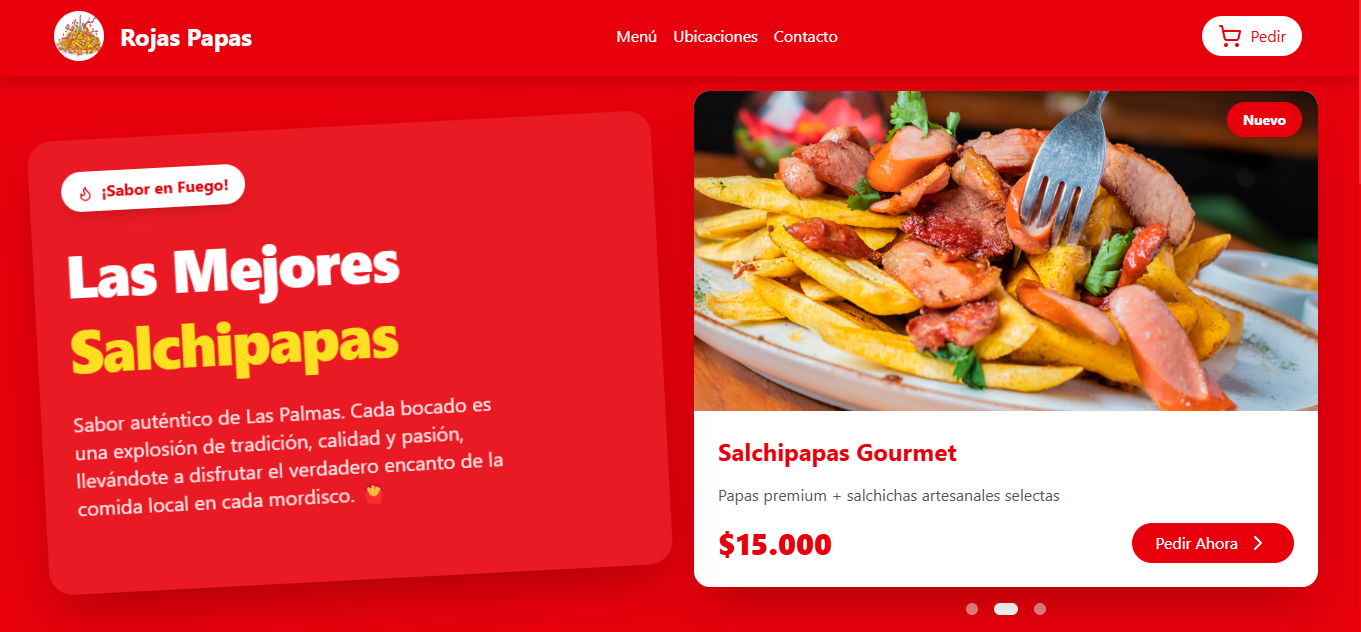 Rojas Papas
Menú Ubicaciones Contacto
Pedir
¡Sabor en Fuego!
Las Mejores
Salchipapas
Sabor auténtico de Las Palmas. Cada bocado es
una explosión de tradición, calidad y pasión,
llevándote a disfrutar el verdadero encanto de la
comida local en cada mordisco. 🍟
Nuevo
Salchipapas Gourmet
Papas premium + salchichas artesanales selectas
$15.000
Pedir Ahora